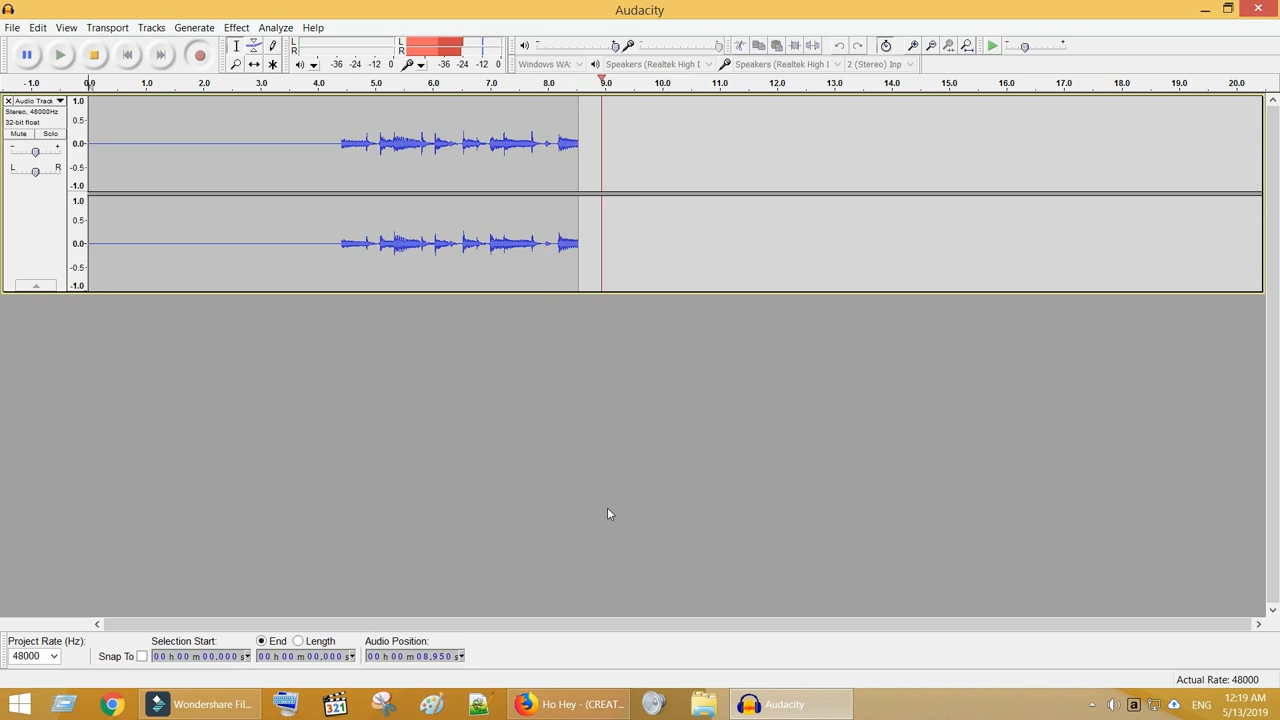 Audacity
File Edit View Transport Tracks Generate Effect Analyze Help
L R -36 -24 -12 0 L R -36 -24 -12 0
Windows WAS Speakers (Realtek High I Speakers (Realtek High I 2 (Stereo) Inp
-1.0 0.0 1.0 2.0 3.0 4.0 5.0 6.0 7.0 8.0 9.0 10.0 11.0 12.0 13.0 14.0 15.0 16.0 17.0 18.0 19.0 20.0
Audio Track
Stereo, 48000Hz
32-bit float
Mute Solo
- +
L R
1.0
0.5
0.0
-0.5
-1.0
1.0
0.5
0.0
-0.5
-1.0
Project Rate (Hz): Selection Start: End Length Audio Position:
48000 Snap To 00 h 00 m 00.000 s 00 h 00 m 00.000 s 00 h 00 m 08.950 s
Actual Rate: 48000
Wondershare Fil... 321 Ho Hey - (CREAT... Audacity a ENG
12:19 AM
5/13/2019